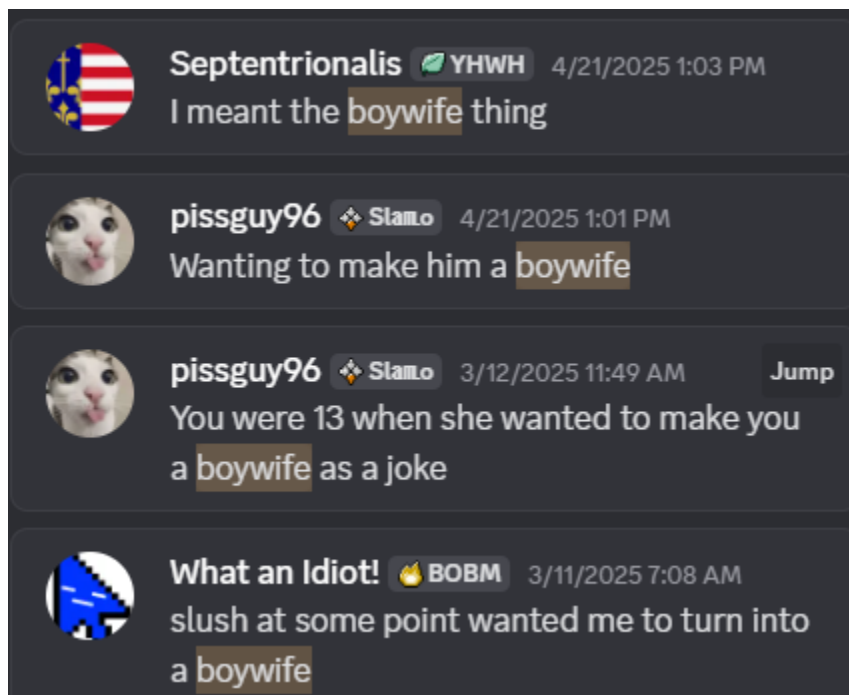 Septentrionalis YHWH 4/21/2025 1:03 PM
I meant the boywife thing
pissguy96 Slam.o 4/21/2025 1:01 PM
Wanting to make him a boywife
pissguy96 Slam.o 3/12/2025 11:49 AM Jump
You were 13 when she wanted to make you
a boywife as a joke
What an Idiot! BOBM 3/11/2025 7:08 AM
slush at some point wanted me to turn into
a boywife